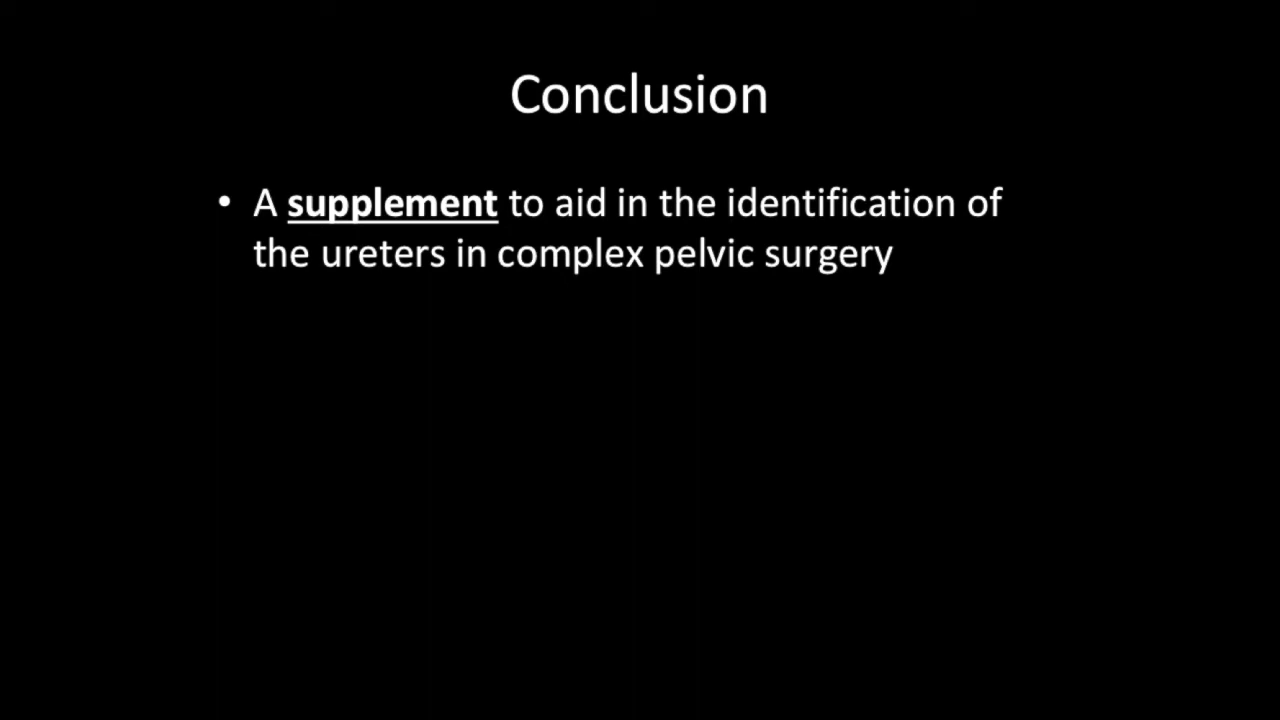 Conclusion
• A supplement to aid in the identification of
the ureters in complex pelvic surgery